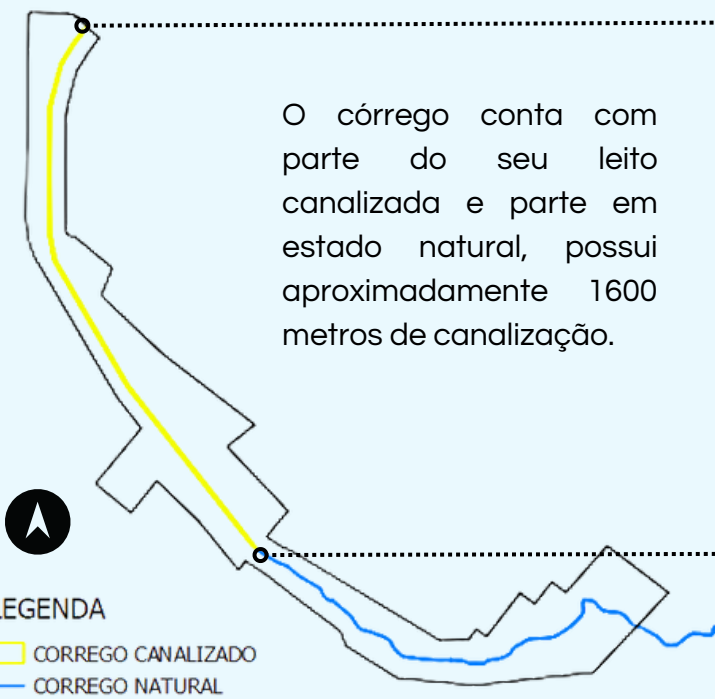 O córrego conta com
parte do seu leito
canalizada e parte em
estado natural, possui
aproximadamente 1600
metros de canalização.
LEGENDA
CORREGO CANALIZADO
CORREGO NATURAL